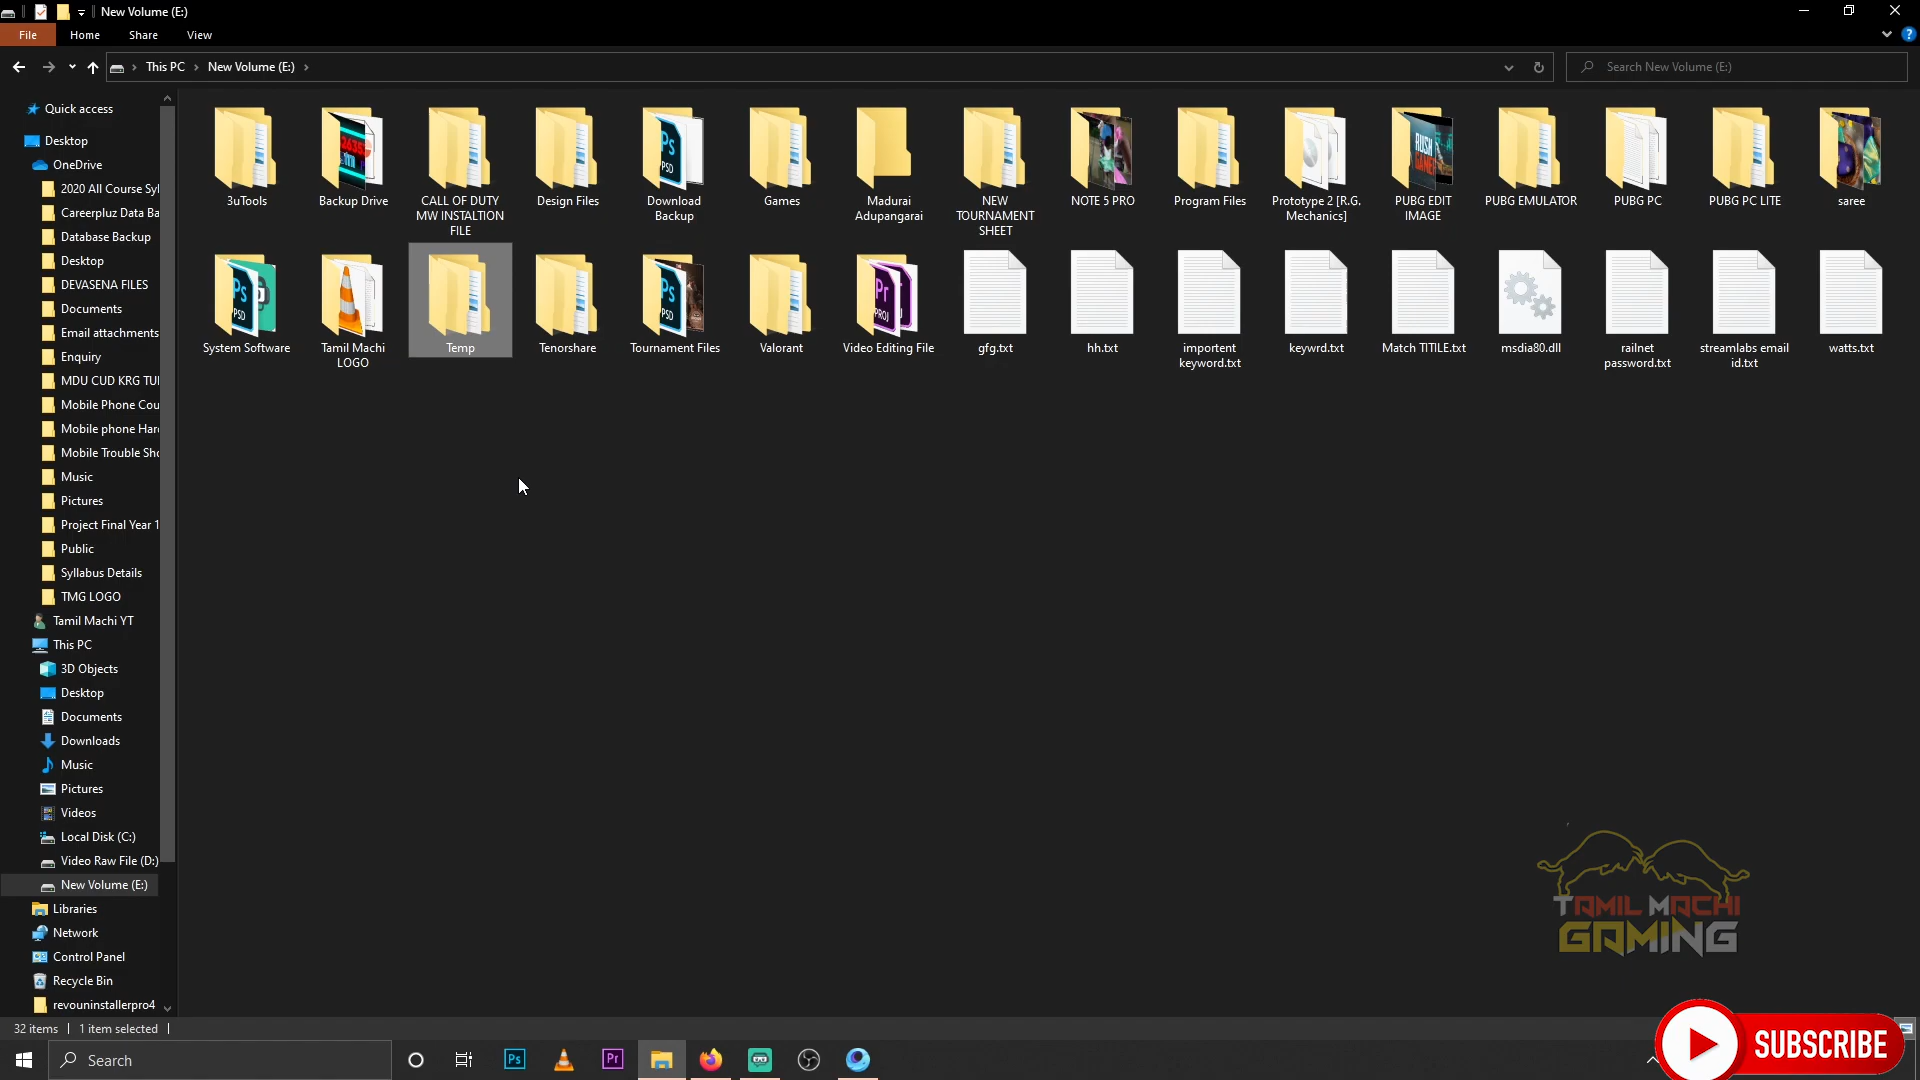 New Volume (E:)
File
Home
Share
View
This PC
New Volume (E:)
Search New Volume (E:)
Quick access
Desktop
OneDrive
2020 All Course Syl
Careerpluz Data Ba
Database Backup
Desktop
DEVASENA FILES
Documents
Email attachments
Enquiry
MDU CUD KRG TUI
Mobile Phone Cou
Mobile phone Har
Mobile Trouble Sho
Music
Pictures
Project Final Year 1
Public
Syllabus Details
TMG LOGO
Tamil Machi YT
This PC
3D Objects
Desktop
Documents
Downloads
Music
Pictures
Videos
Local Disk (C:)
Video Raw File (D:)
New Volume (E:)
Libraries
Network
Control Panel
Recycle Bin
revouninstallerpro4
3uTools
Backup Drive
CALL OF DUTY
MW INSTALTION
FILE
Design Files
Download
Backup
Games
Madurai
Adupangarai
NEW
TOURNAMENT
SHEET
NOTE 5 PRO
Program Files
Prototype 2 [R.G.
Mechanics]
PUBG EDIT
IMAGE
PUBG EMULATOR
PUBG PC
PUBG PC LITE
saree
System Software
Tamil Machi
LOGO
Temp
Tenorshare
Tournament Files
Valorant
Video Editing File
gfg.txt
hh.txt
importent
keyword.txt
keywrd.txt
Match TITILE.txt
msdia80.dll
railnet
password.txt
streamlabs email
id.txt
watts.txt
TAMIL MACHI
GAMING
32 items
1 item selected
Search
SUBSCRIBE